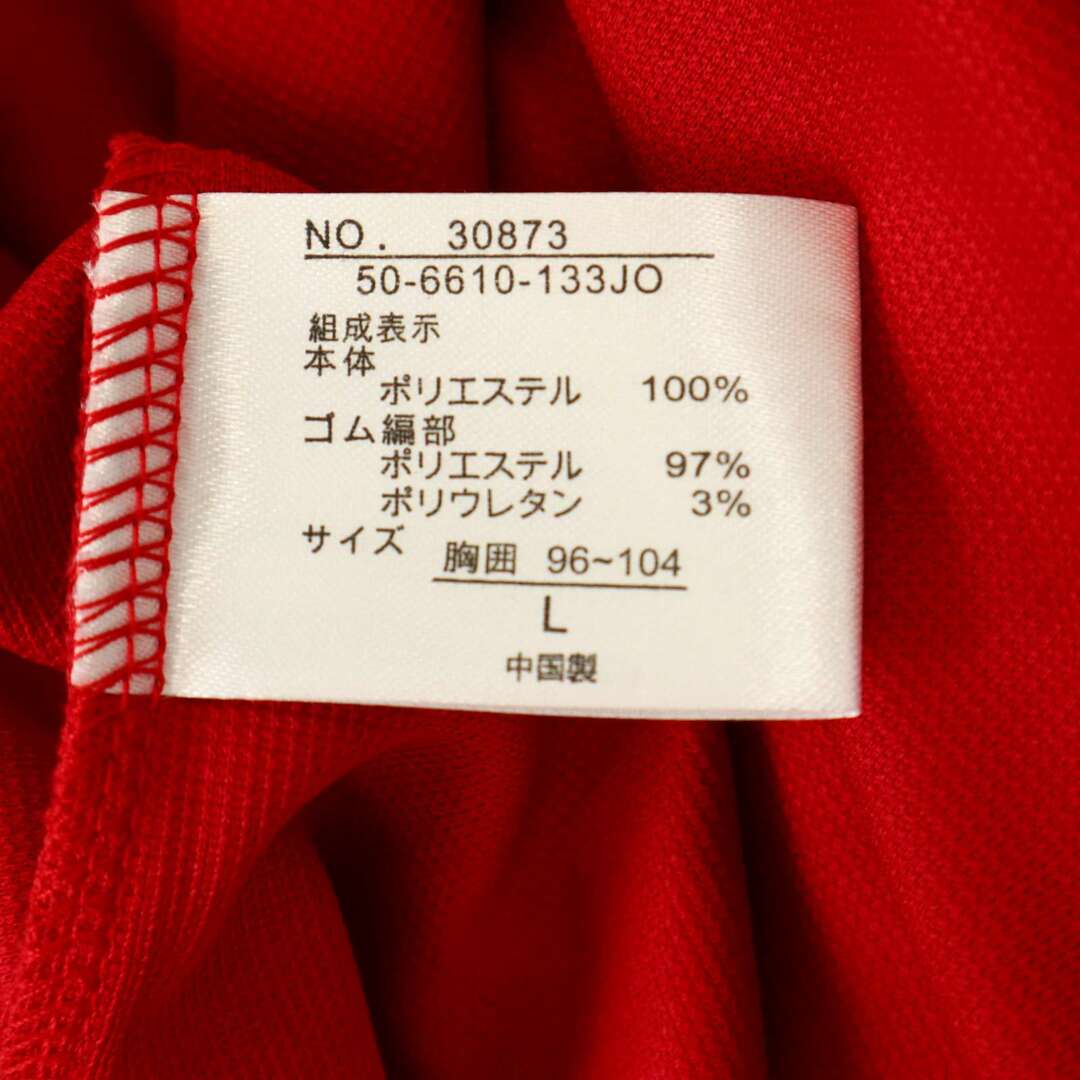 NO. 30873
50-6610-133JO
組成表示
本体
ポリエステル 100%
ゴム編部
ポリエステル 97%
ポリウレタン 3%
サイズ 胸囲 96~104
L
中国製